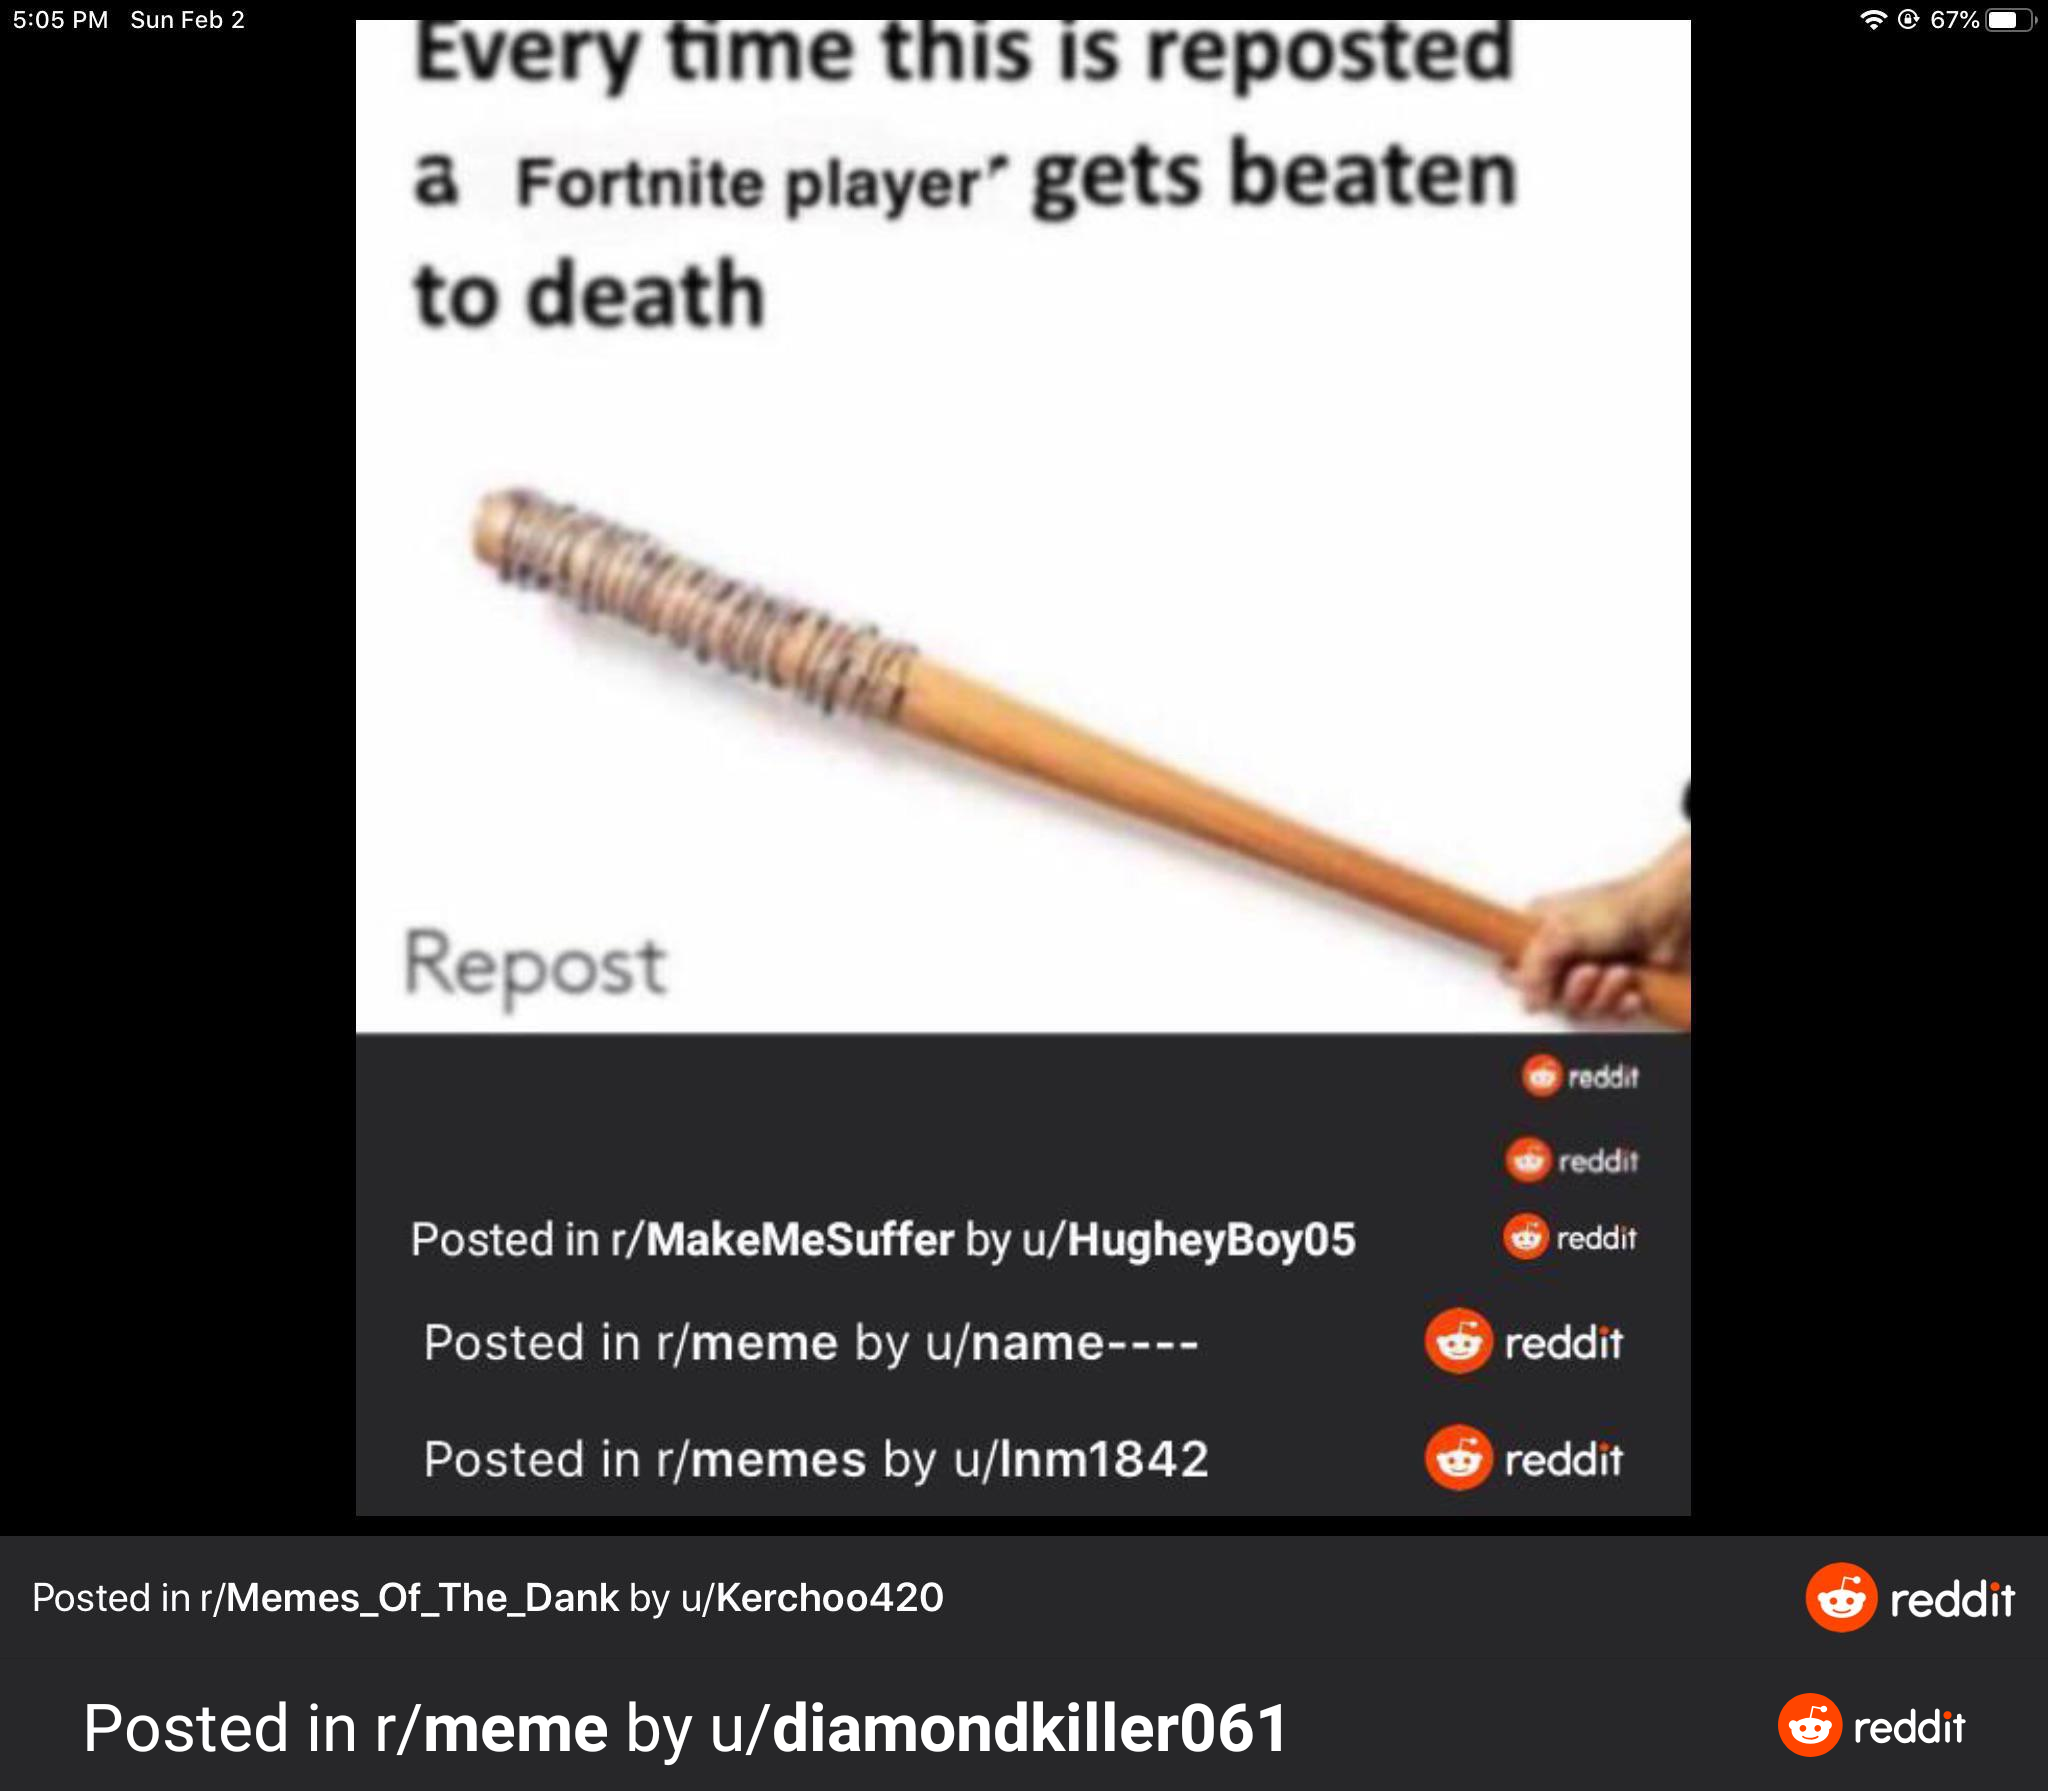 5:05 PM Sun Feb 2 67%
Every time this is reposted
a Fortnite player gets beaten
to death
Repost
reddit
reddit
Posted in r/MakeMeSuffer by u/HugheyBoy05 reddit
Posted in r/meme by u/name---- reddit
Posted in r/memes by u/lnm1842 reddit
Posted in r/Memes_Of_The_Dank by u/Kerchoo420 reddit
Posted in r/meme by u/diamondkiller061 reddit